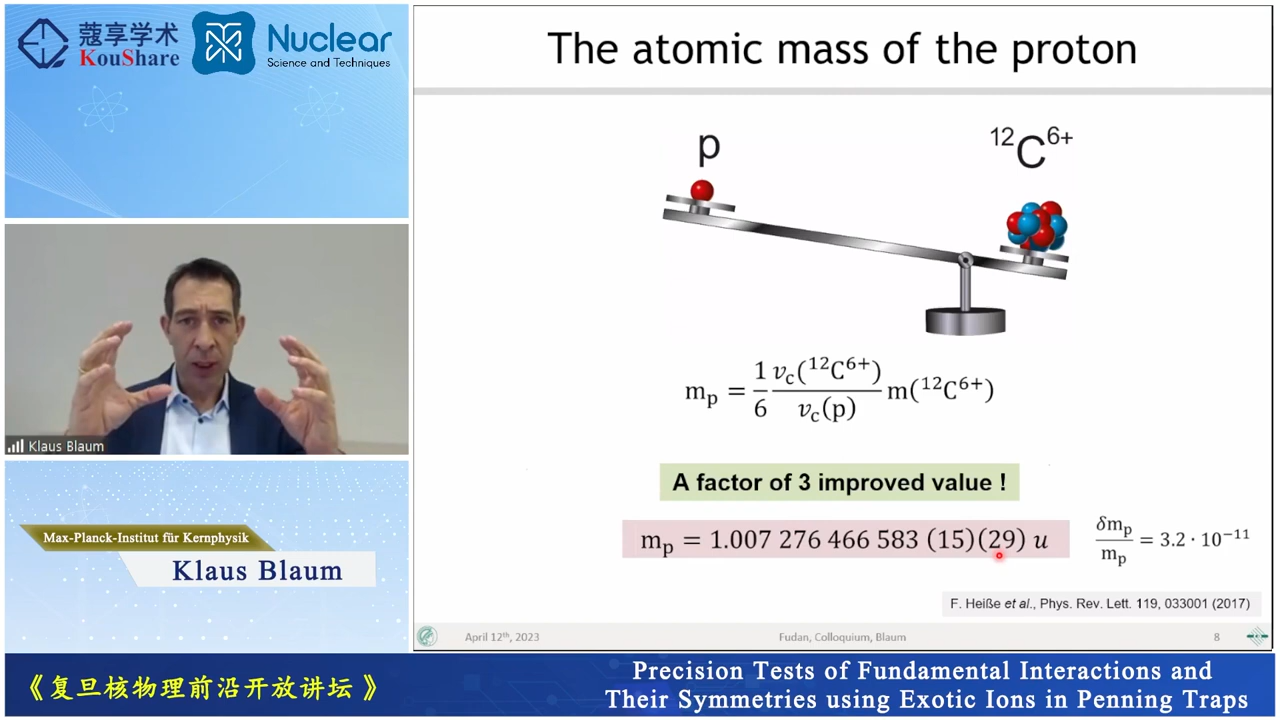 蔻享学术
KouShare
Nuclear
Science and Techniques
Klaus Blaum
Max-Planck-Institut für Kernphysik
Klaus Blaum
The atomic mass of the proton
p
¹²C⁶⁺
mₚ = 1/6 ν_c(¹²C⁶⁺)/ν_c(p) m(¹²C⁶⁺)
A factor of 3 improved value !
mₚ = 1.007 276 466 583 (15)(29) u
δmₚ/mₚ = 3.2 · 10⁻¹¹
F. Heiße et al., Phys. Rev. Lett. 119, 033001 (2017)
April 12th, 2023
Fudan, Colloquium, Blaum
8
《复旦核物理前沿开放讲坛》
Precision Tests of Fundamental Interactions and
Their Symmetries using Exotic Ions in Penning Traps